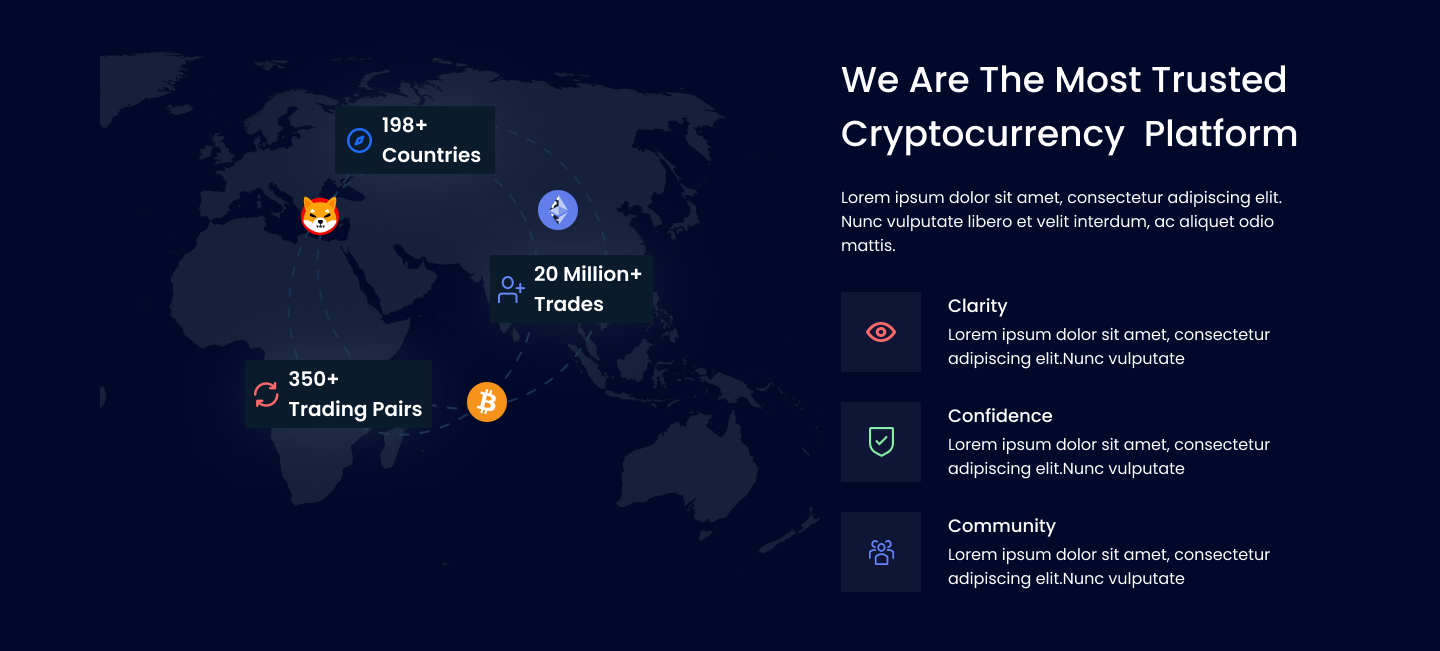 198+
Countries
20 Million+
Trades
350+
Trading Pairs
We Are The Most Trusted
Cryptocurrency  Platform
Lorem ipsum dolor sit amet, consectetur adipiscing elit.
Nunc vulputate libero et velit interdum, ac aliquet odio
mattis.
Clarity
Lorem ipsum dolor sit amet, consectetur
adipiscing elit.Nunc vulputate
Confidence
Lorem ipsum dolor sit amet, consectetur
adipiscing elit.Nunc vulputate
Community
Lorem ipsum dolor sit amet, consectetur
adipiscing elit.Nunc vulputate